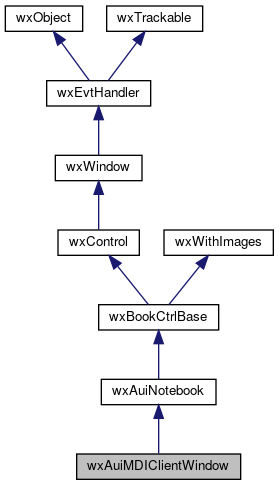 wxObject
wxTrackable
wxEvtHandler
wxWindow
wxControl
wxWithImages
wxBookCtrlBase
wxAuiNotebook
wxAuiMDIClientWindow